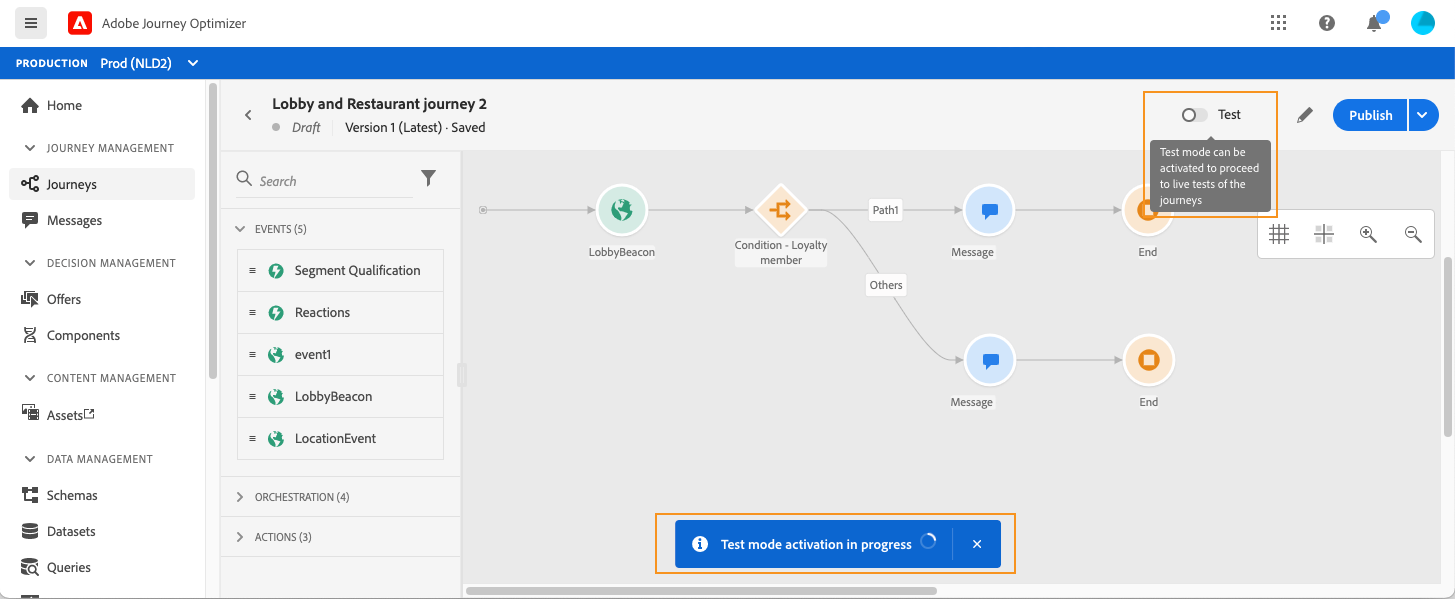 Adobe Journey Optimizer
PRODUCTION Prod (NLD2)
Home
JOURNEY MANAGEMENT
Journeys
Messages
DECISION MANAGEMENT
Offers
Components
CONTENT MANAGEMENT
Assets
DATA MANAGEMENT
Schemas
Datasets
Queries
Lobby and Restaurant journey 2
Draft Version 1 (Latest) · Saved
Test
Publish
Test mode can be
activated to proceed
to live tests of the
journeys
Search
EVENTS (5)
Segment Qualification
Reactions
event1
LobbyBeacon
LocationEvent
ORCHESTRATION (4)
ACTIONS (3)
LobbyBeacon
Condition - Loyalty
member
Path1
Message
End
Others
Message
End
Test mode activation in progress